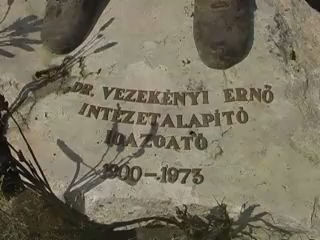 DR. VEZEKÉNYI ERNŐ
INTÉZETALAPÍTÓ
IGAZGATÓ
1900-1973